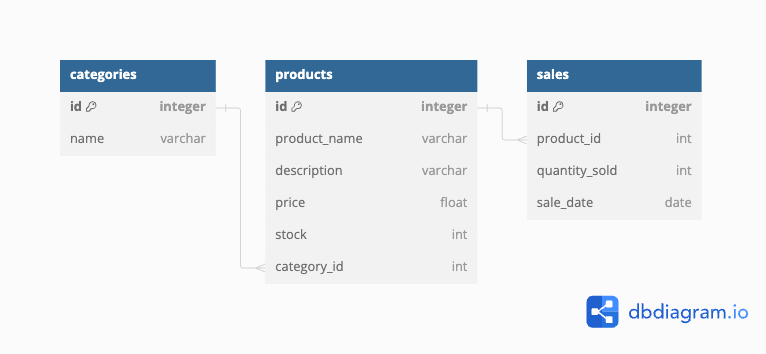 categories
id integer
name varchar
products
id integer
product_name varchar
description varchar
price float
stock int
category_id int
sales
id integer
product_id int
quantity_sold int
sale_date date
dbdiagram.io